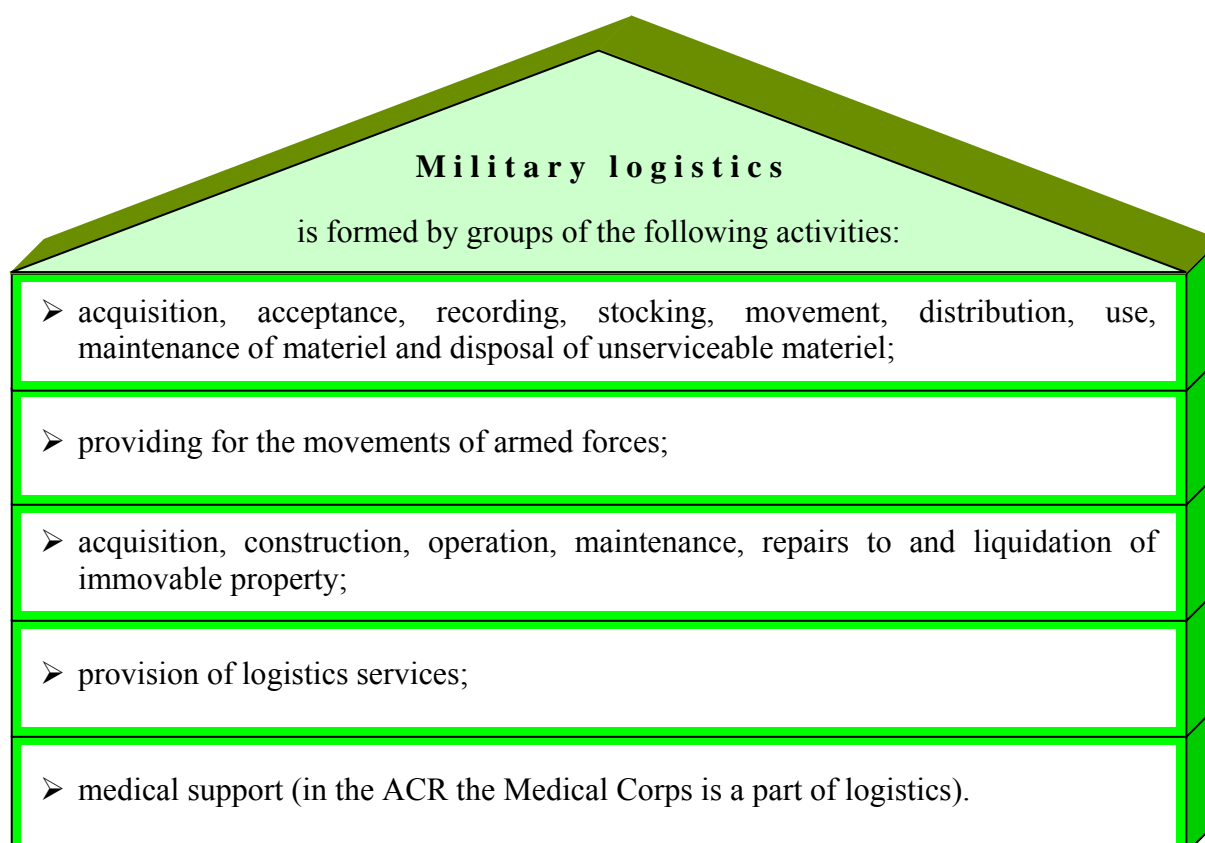 Military logistics
is formed by groups of the following activities:
➢ acquisition, acceptance, recording, stocking, movement, distribution, use,
maintenance of materiel and disposal of unserviceable materiel;
➢ providing for the movements of armed forces;
➢ acquisition, construction, operation, maintenance, repairs to and liquidation of
immovable property;
➢ provision of logistics services;
➢ medical support (in the ACR the Medical Corps is a part of logistics).